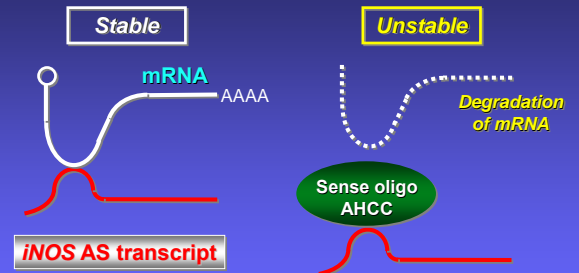 Stable
Unstable
mRNA
AAAA
Degradation
of mRNA
Sense oligo
AHCC
iNOS AS transcript